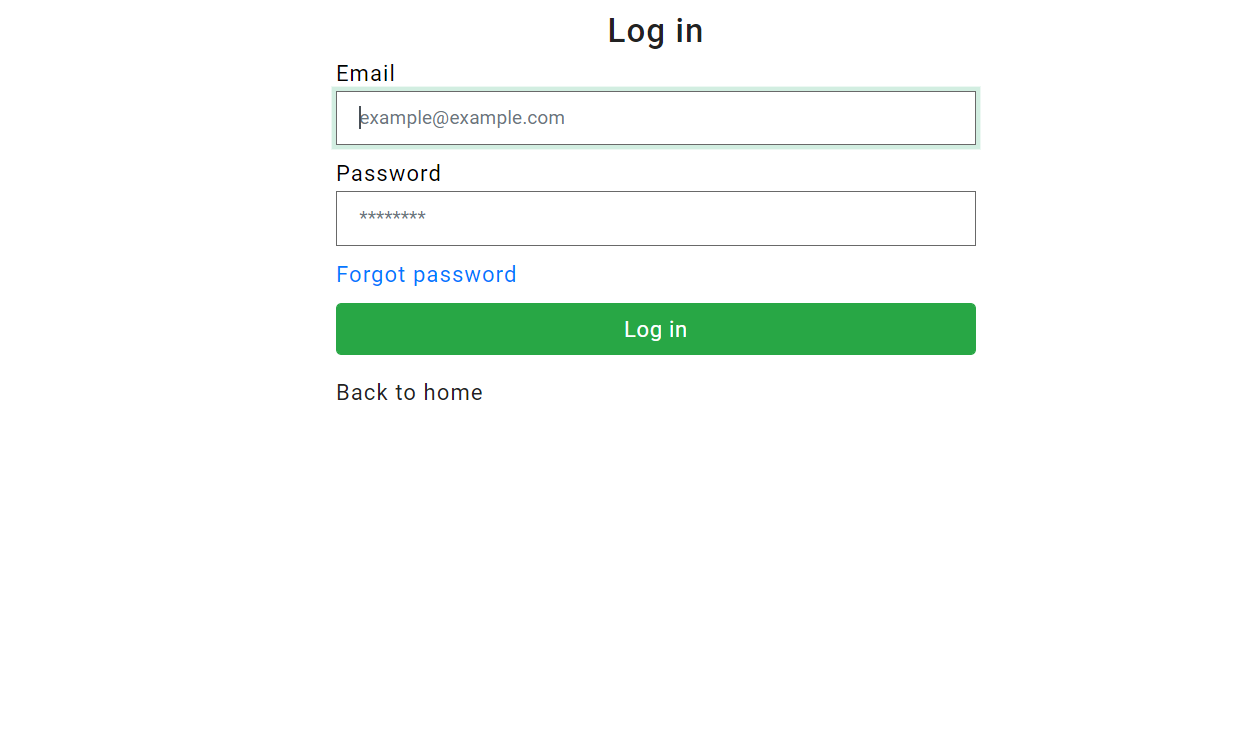 Log in
Email
example@example.com
Password
********
Forgot password
Log in
Back to home